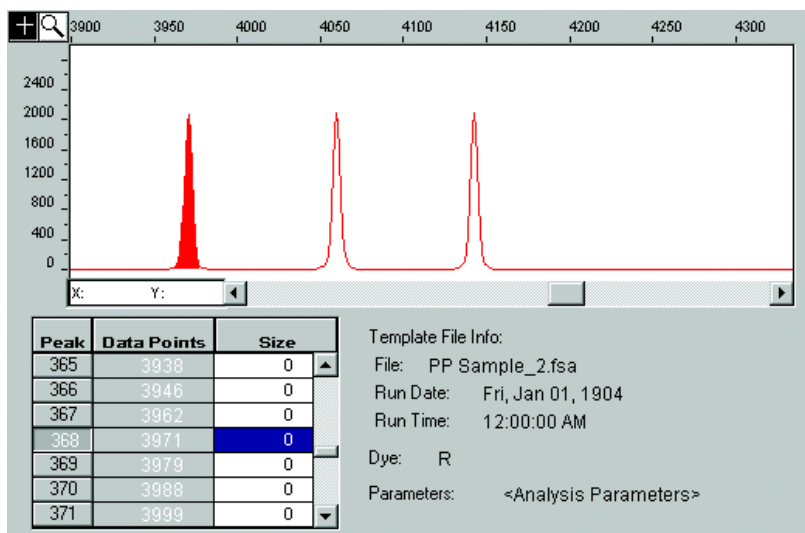 3900 3950 4000 4050 4100 4150 4200 4250 4300
2400
2000
1600
1200
800
400
0
X: Y:
Peak Data Points Size
365 3938 0
366 3946 0
367 3962 0
368 3971 0
369 3979 0
370 3988 0
371 3999 0
Template File Info:
File: PP Sample_2.fsa
Run Date: Fri, Jan 01, 1904
Run Time: 12:00:00 AM
Dye: R
Parameters: <Analysis Parameters>